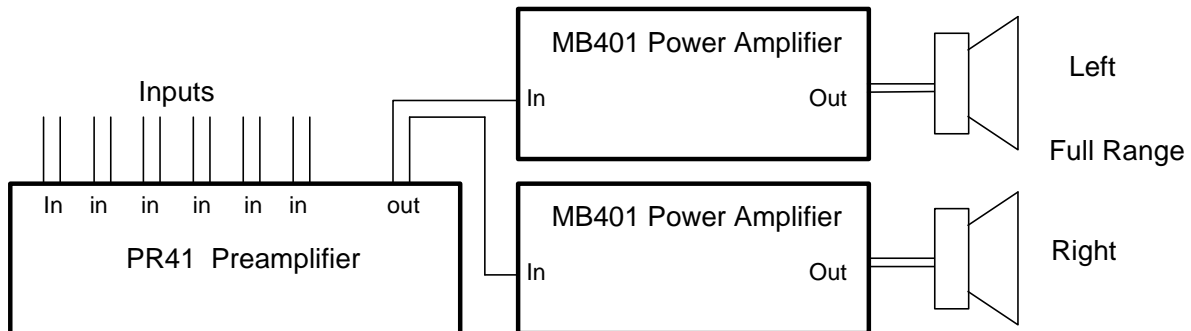 MB401 Power Amplifier
In
Out
Left
Inputs
Full Range
In in in in in in out
PR41 Preamplifier
MB401 Power Amplifier
In
Out
Right